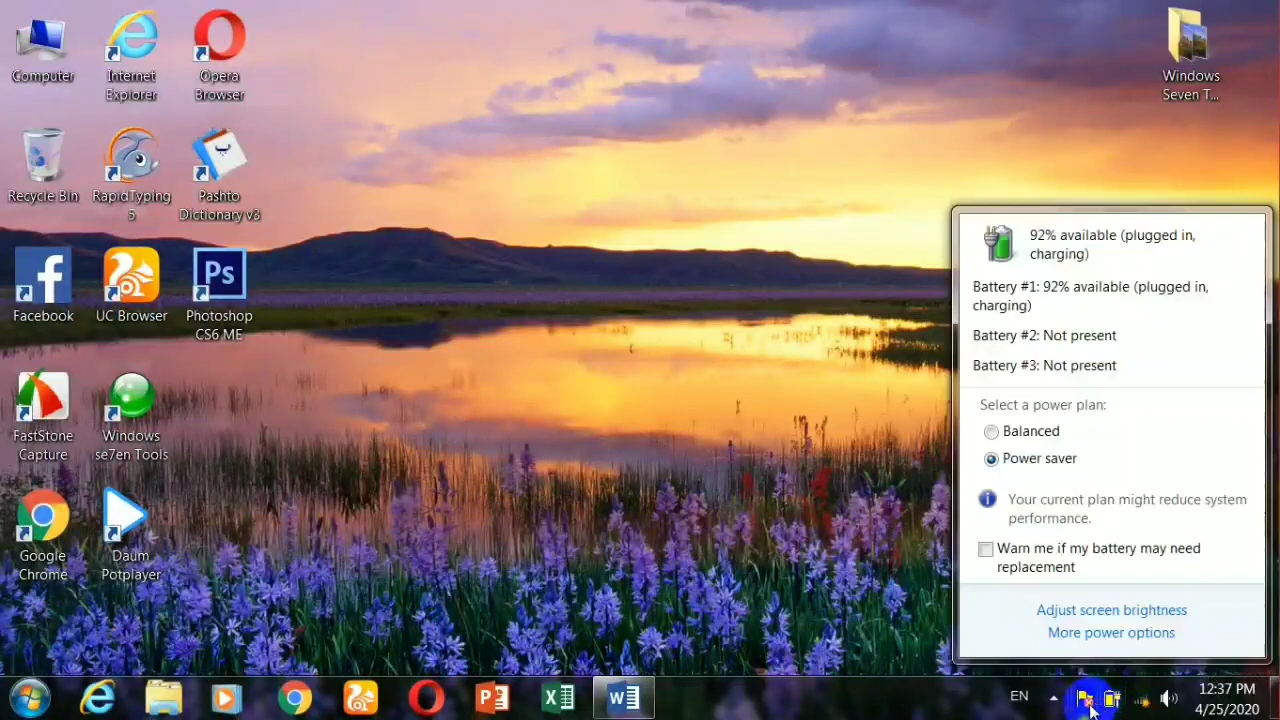 Computer
Internet
Explorer
Opera
Browser
Windows
Seven T...
Recycle Bin
RapidTyping
5
Pashto
Dictionary v3
Facebook
UC Browser
Ps
Photoshop
CS6 ME
FastStone
Capture
Windows
se7en Tools
Google
Chrome
Daum
Potplayer
92% available (plugged in,
charging)
Battery #1: 92% available (plugged in,
charging)
Battery #2: Not present
Battery #3: Not present
Select a power plan:
Balanced
Power saver
Your current plan might reduce system
performance.
Warn me if my battery may need
replacement
Adjust screen brightness
More power options
EN
12:37 PM
4/25/2020